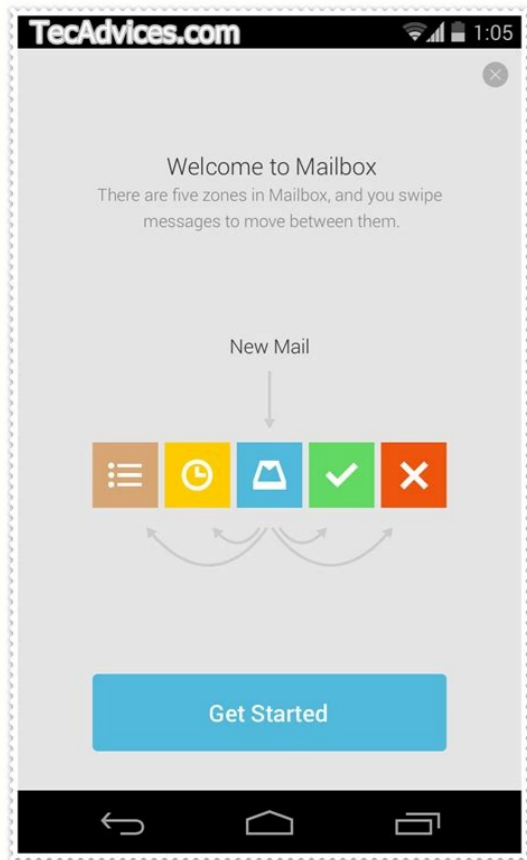 TecAdvices.com
1:05
Welcome to Mailbox
There are five zones in Mailbox, and you swipe
messages to move between them.
New Mail
Get Started